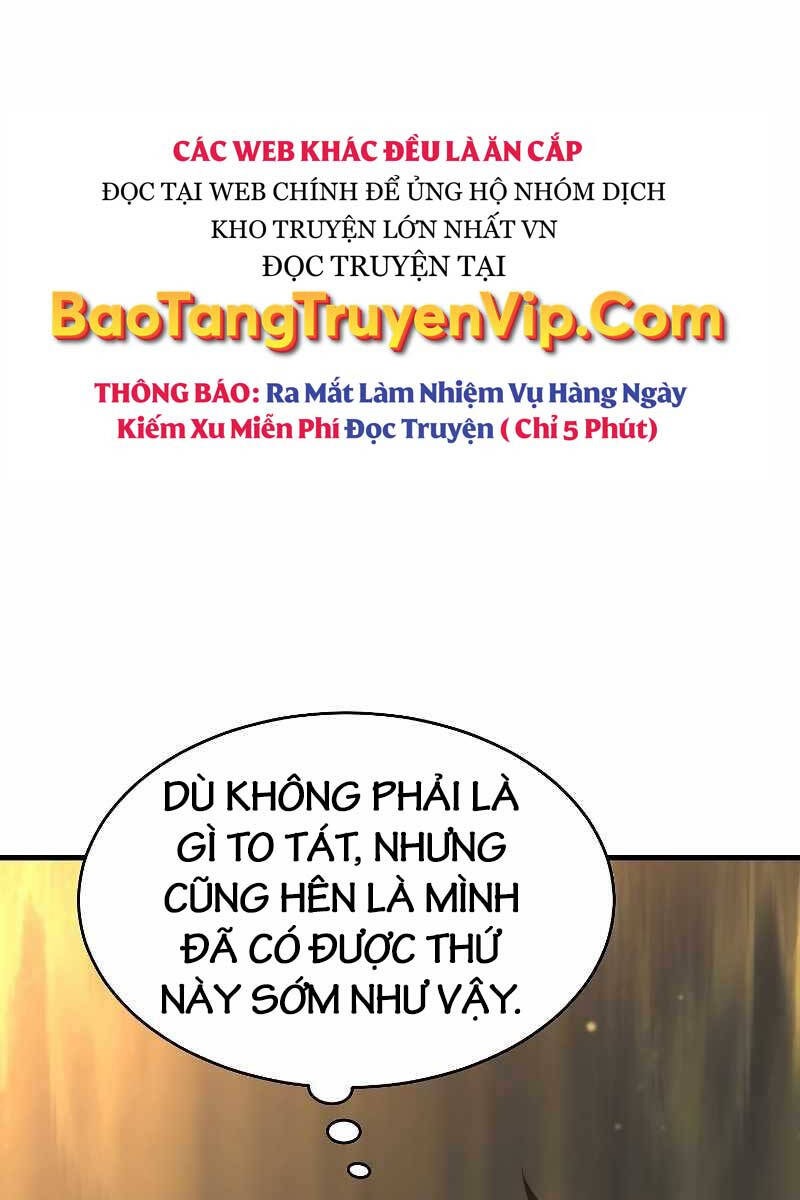 CÁC WEB KHÁC ĐỀU LÀ ĂN CẮP
ĐỌC TẠI WEB CHÍNH ĐỂ ỦNG HỘ NHÓM DỊCH
KHO TRUYỆN LỚN NHẤT VN
ĐỌC TRUYỆN TẠI
BaoTangTruyenVip.Com
THÔNG BÁO: Ra Mắt Làm Nhiệm Vụ Hàng Ngày
Kiếm Xu Miễn Phí Đọc Truyện ( Chỉ 5 Phút)
DÙ KHÔNG PHẢI LÀ
GÌ TO TÁT, NHƯNG
CŨNG HÊN LÀ MÌNH
ĐÃ CÓ ĐƯỢC THỨ
NÀY SỚM NHƯ VẬY.